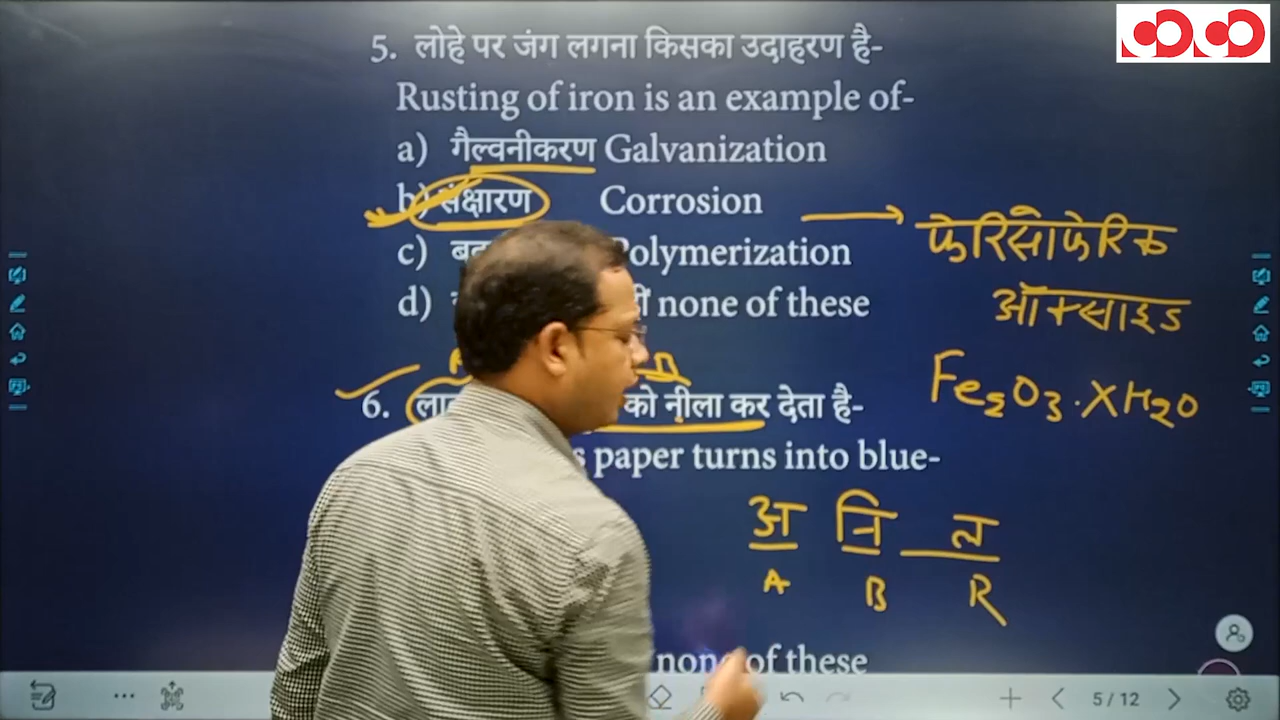 5. लोहे पर जंग लगना किसका उदाहरण है-
Rusting of iron is an example of-
a) गैल्वनीकरण Galvanization
b) संक्षारण Corrosion
फेरिसोफेरिक
c) Polymerization
ऑक्साइड
d) none of these
Fe2O3.XH2O
6. को नीला कर देता है-
paper turns into blue-
अ नि ल
A B R
none of these
5/12